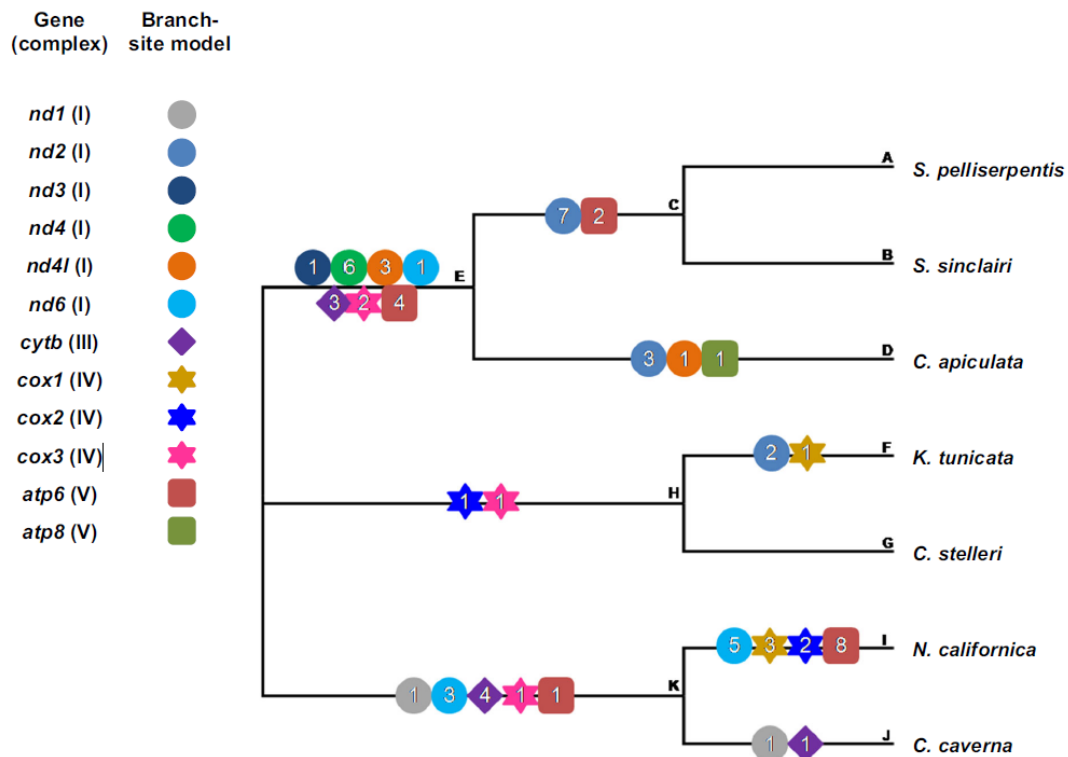 Gene Branch-
(complex) site model
nd1 (I)
nd2 (I)
nd3 (I)
nd4 (I)
nd4l (I)
nd6 (I)
cytb (III)
cox1 (IV)
cox2 (IV)
cox3 (IV)
atp6 (V)
atp8 (V)
A
S. pelliserpentis
7 2 C
B
S. sinclairi
1 6 3 1
E
3 2 4
3 1 1 D
C. apiculata
2 1 F
K. tunicata
1 1 H
G
C. stelleri
5 3 2 8 I
N. californica
1 3 4 1 1 K
1 1 J
C. caverna